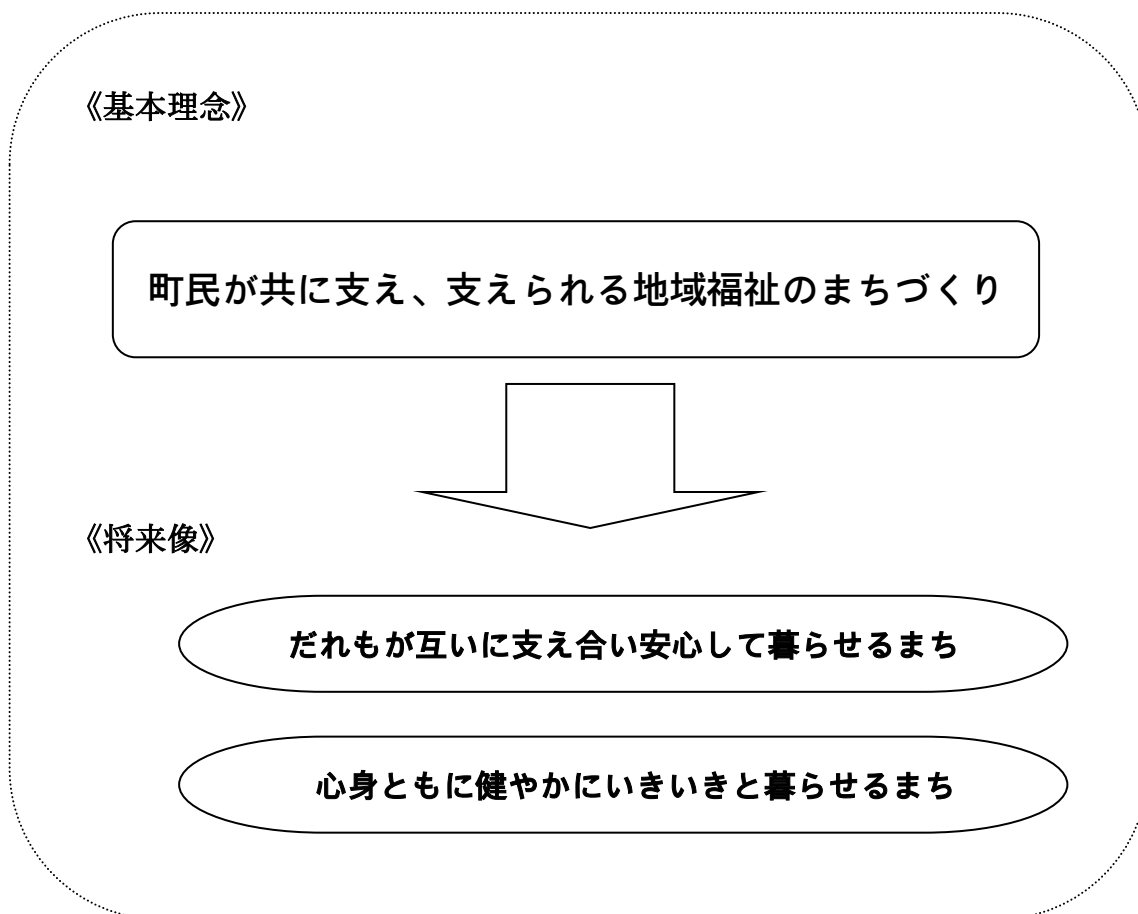 《基本理念》
町民が共に支え、支えられる地域福祉のまちづくり
《将来像》
だれもが互いに支え合い安心して暮らせるまち
心身ともに健やかにいきいきと暮らせるまち